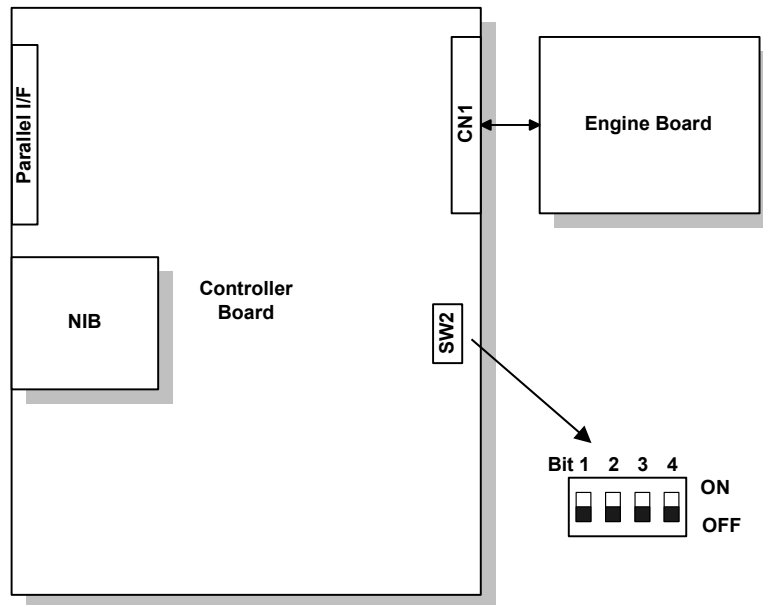 Parallel I/F
CN1
Engine Board
NIB
Controller
Board
SW2
Bit 1 2 3 4
ON
OFF